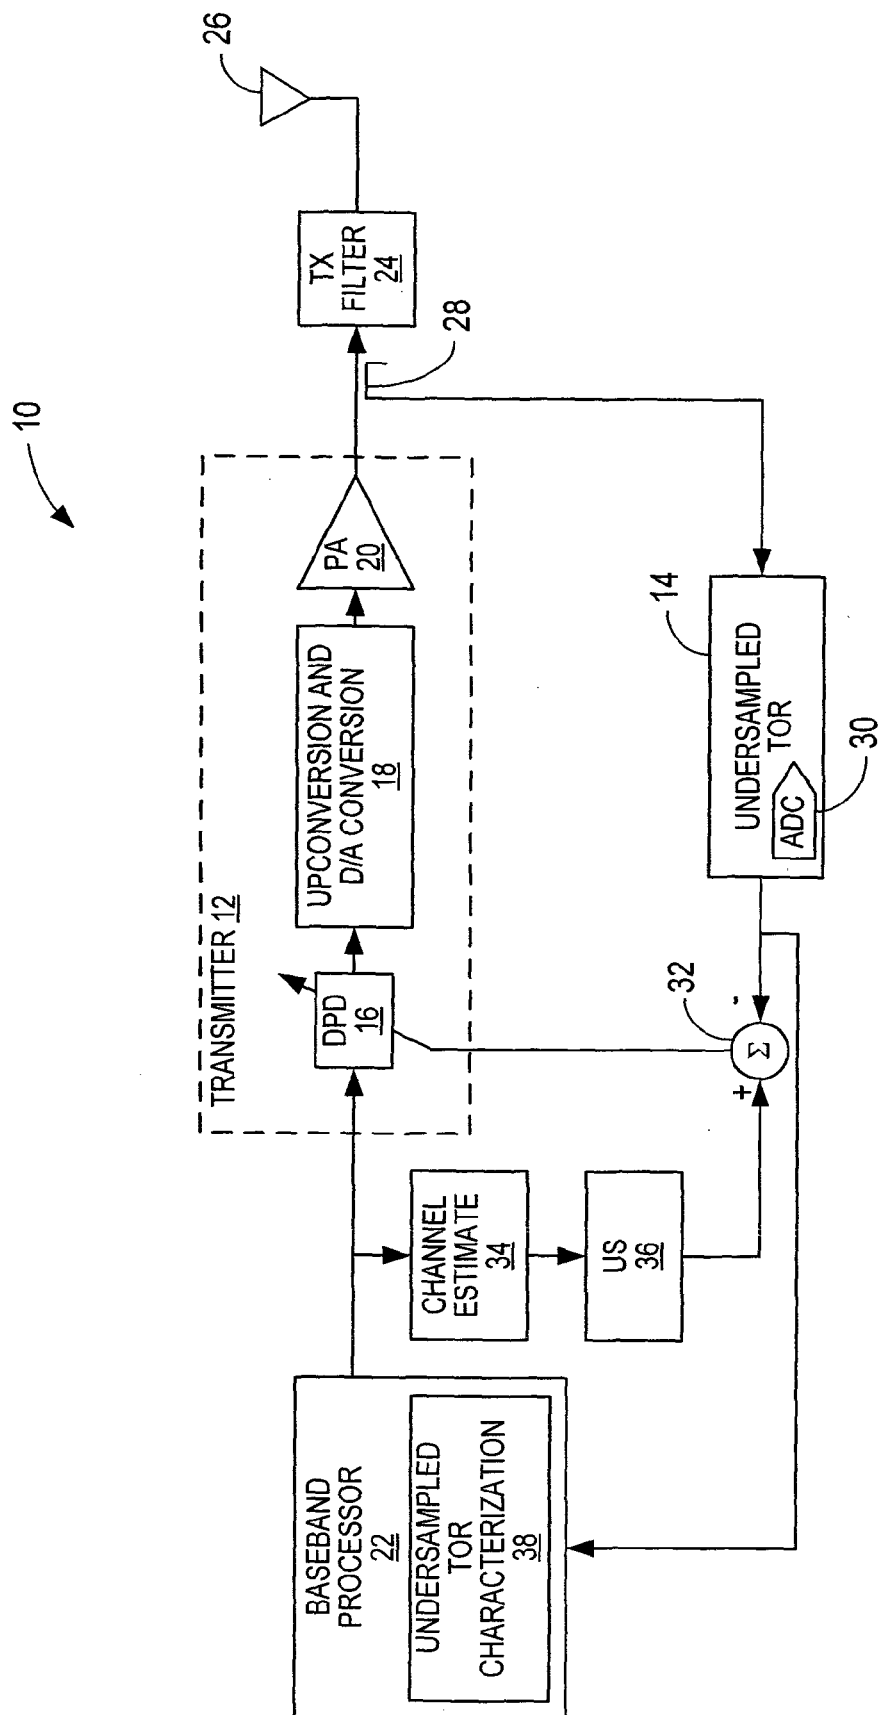 10
TRANSMITTER 12
DPD
16
UPCONVERSION AND
D/A CONVERSION
18
PA
20
TX
FILTER
24
26
28
BASEBAND
PROCESSOR
22
UNDERSAMPLED
TOR
CHARACTERIZATION
38
CHANNEL
ESTIMATE
34
US
36
+
-
Σ
32
UNDERSAMPLED
TOR
ADC
14
30